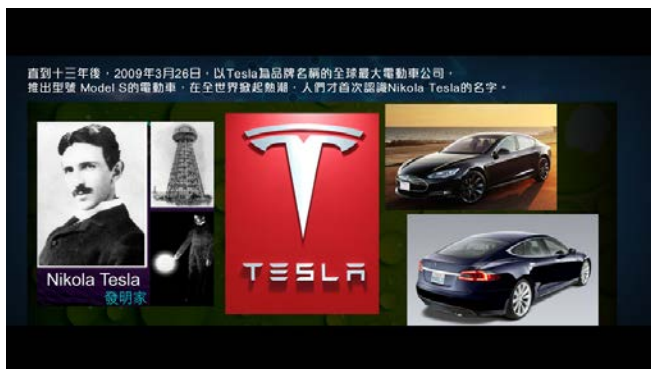 直到十三年後，2009年3月26日，以Tesla為品牌名稱的全球最大電動車公司，
推出型號 Model S的電動車，在全世界發起熱潮，人們才首次認識Nikola Tesla的名字。
TESLA
Nikola Tesla
發明家